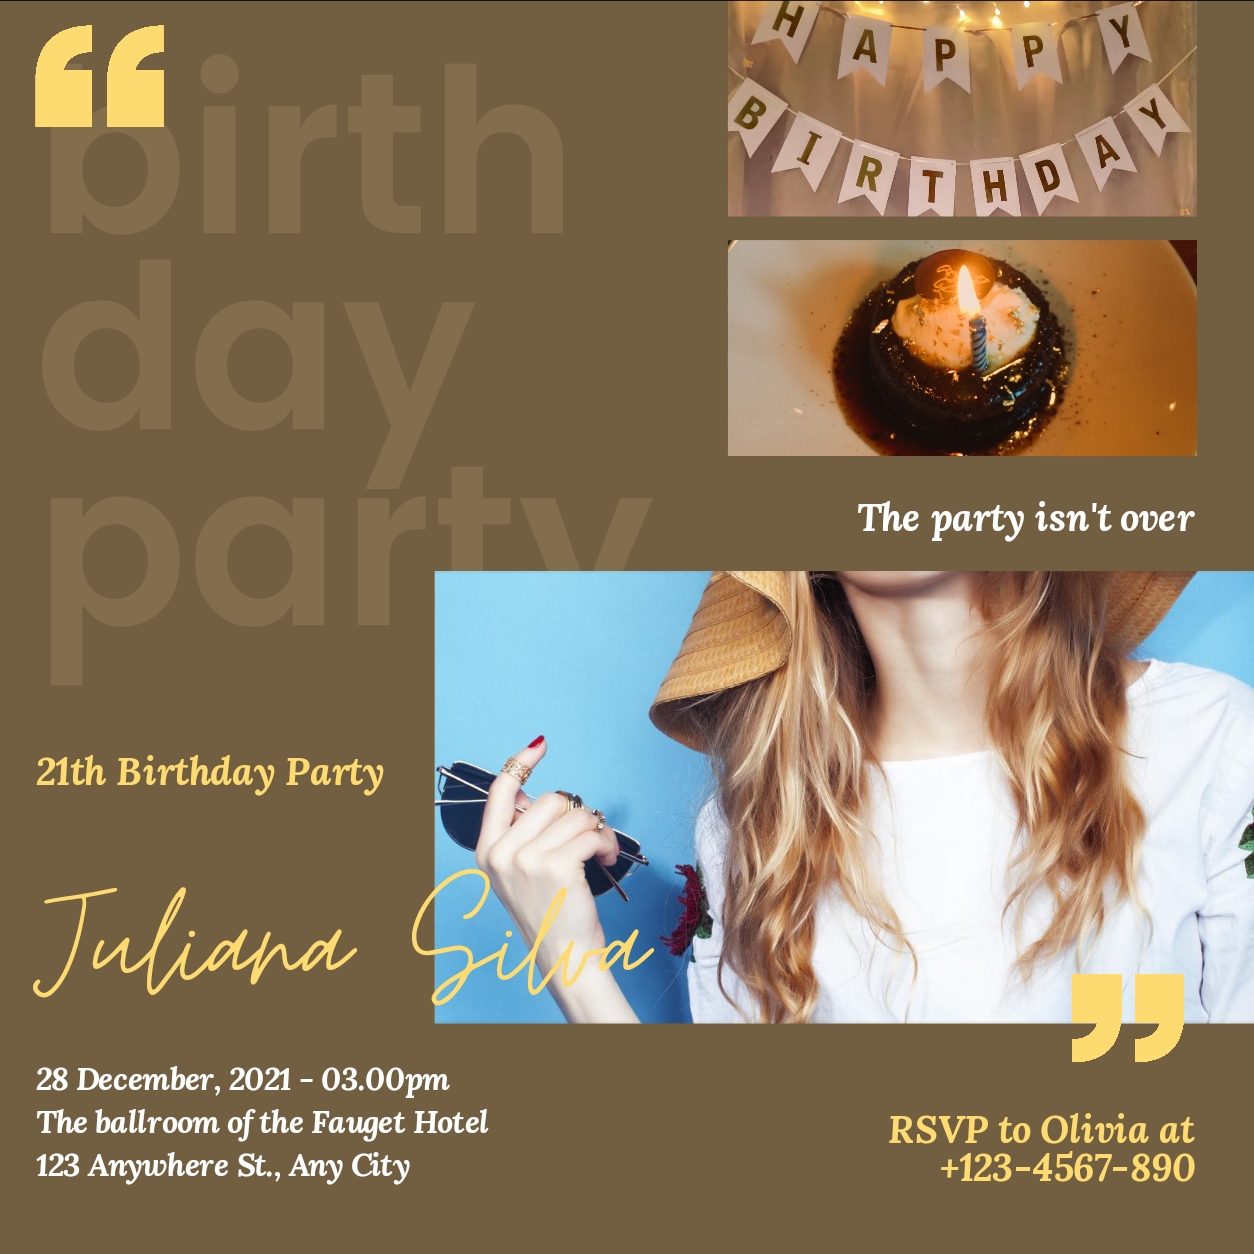 “
birth
day
party
HAPPY
BIRTHDAY
The party isn't over
21th Birthday Party
Juliana Silva
”
28 December, 2021 - 03.00pm
The ballroom of the Fauget Hotel
123 Anywhere St., Any City
RSVP to Olivia at
+123-4567-890